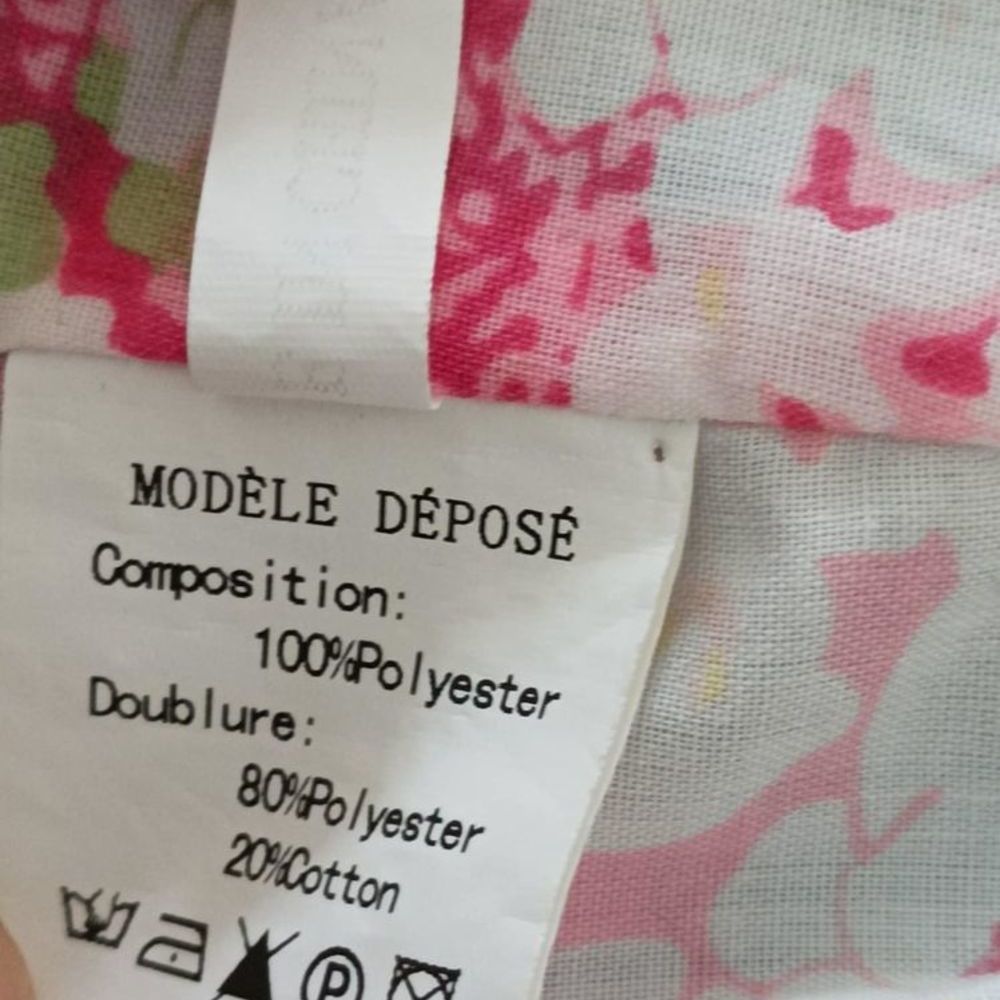 MODÈLE DÉPOSÉ
Composition:
100%Polyester
Doublure:
80%Polyester
20%Cotton
P